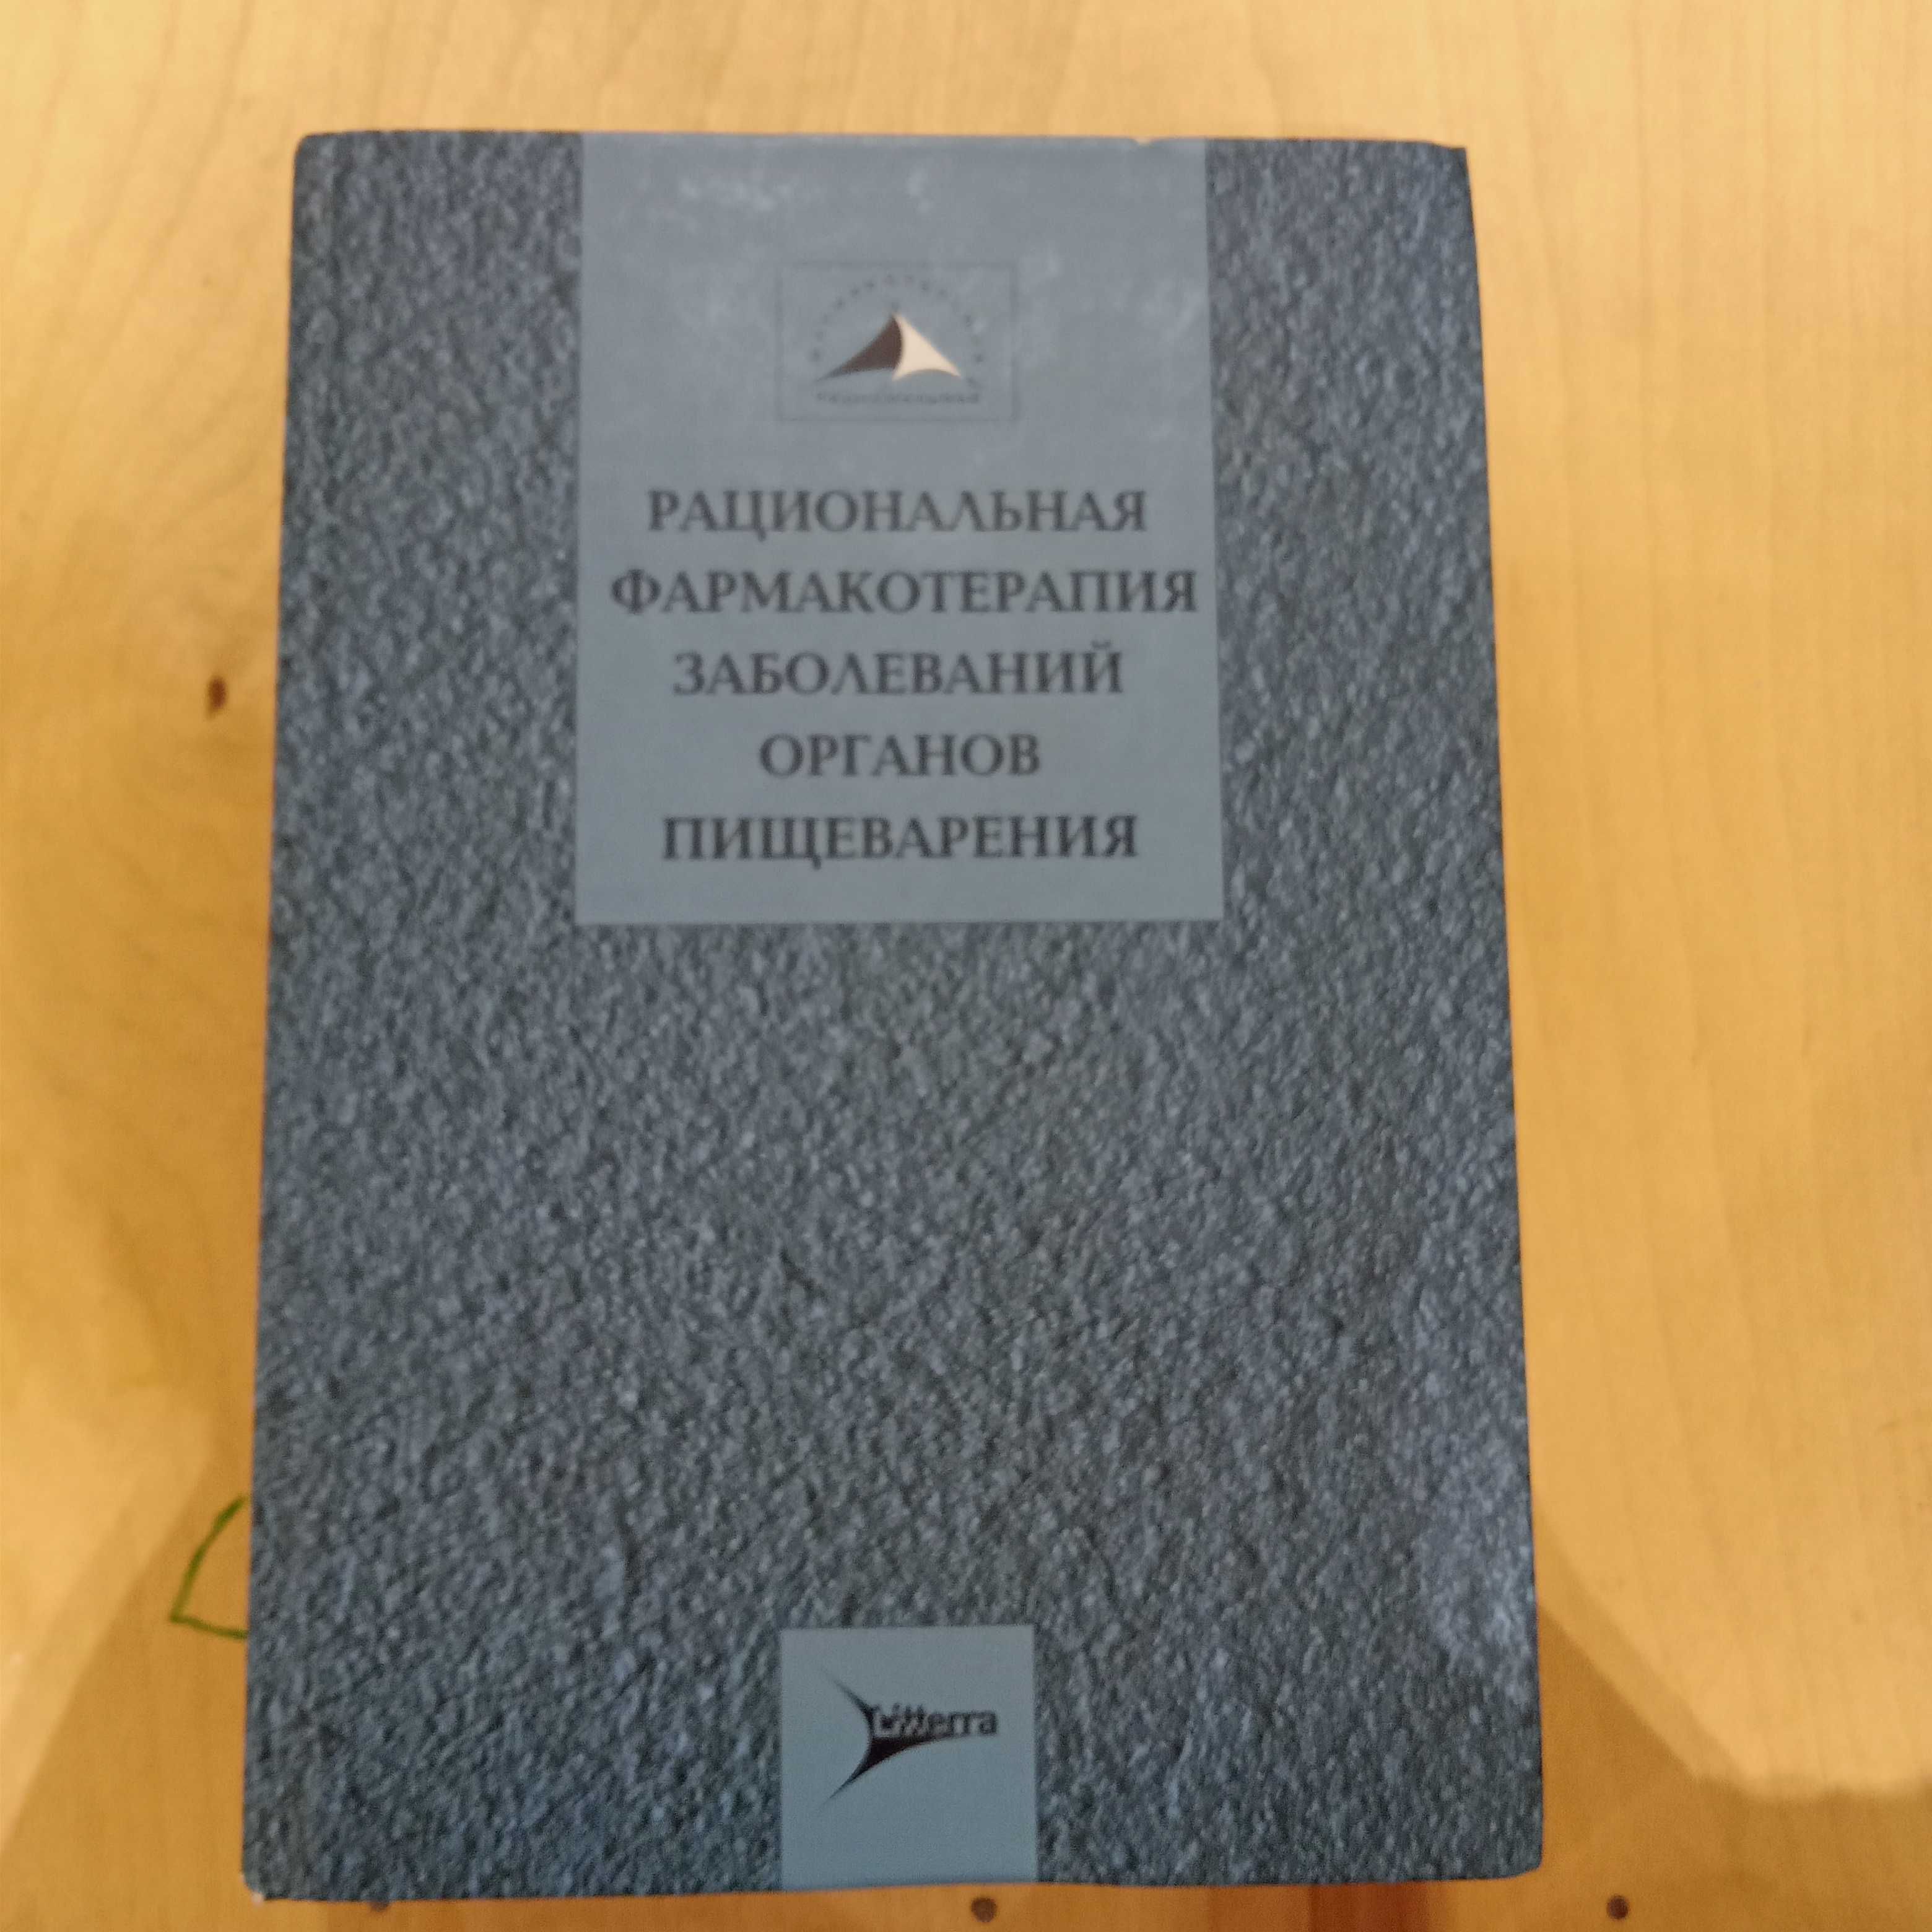 РАЦИОНАЛЬНАЯ
ФАРМАКОТЕРАПИЯ
ЗАБОЛЕВАНИЙ
ОРГАНОВ
ПИЩЕВАРЕНИЯ
Litterra